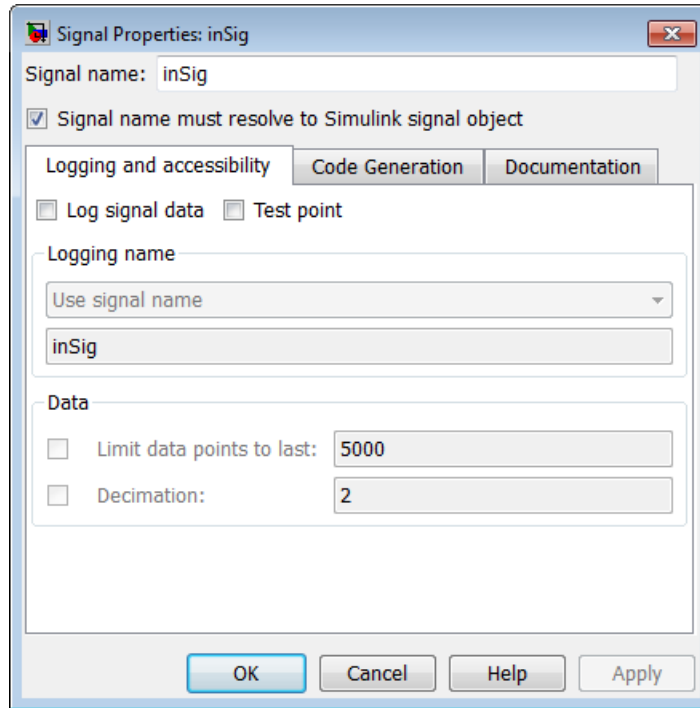 Signal Properties: inSig
Signal name: inSig
Signal name must resolve to Simulink signal object
Logging and accessibility Code Generation Documentation
Log signal data Test point
Logging name
Use signal name
inSig
Data
Limit data points to last: 5000
Decimation: 2
OK Cancel Help Apply